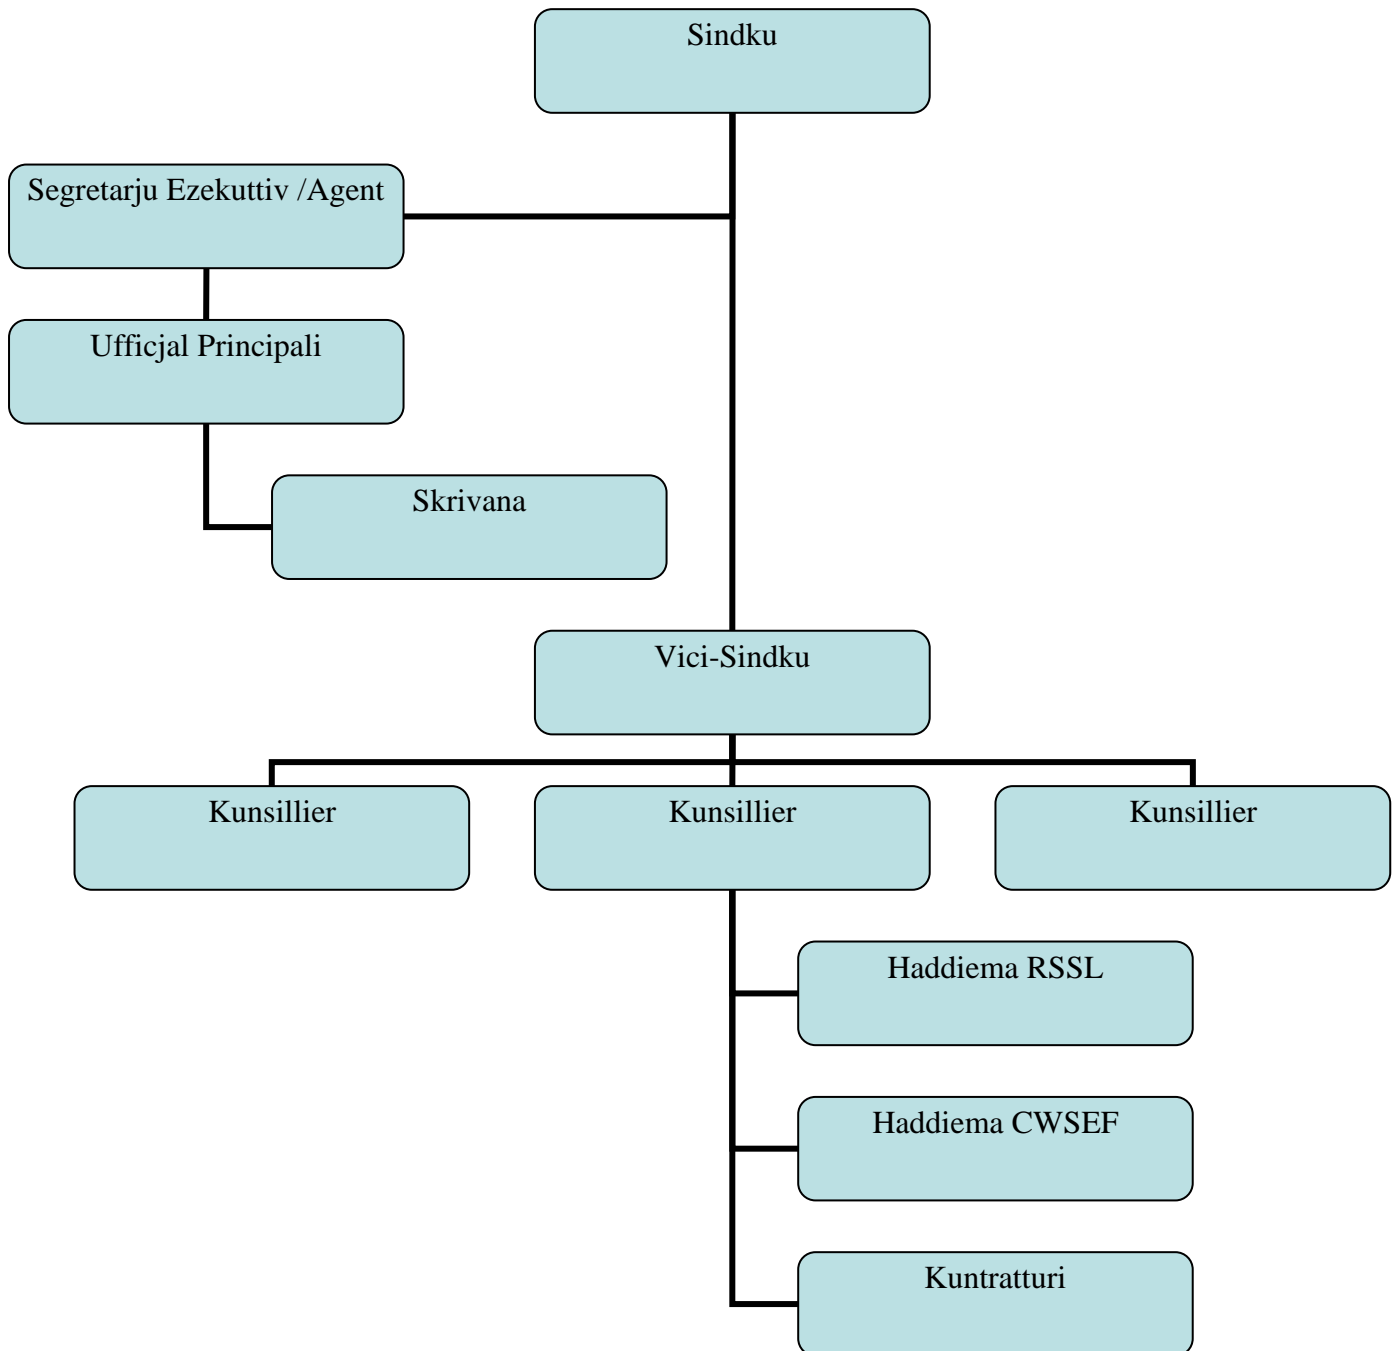 Sindku
Segretarju Ezekuttiv /Agent
Ufficjal Principali
Skrivana
Vici-Sindku
Kunsillier
Kunsillier
Kunsillier
Haddiema RSSL
Haddiema CWSEF
Kuntratturi